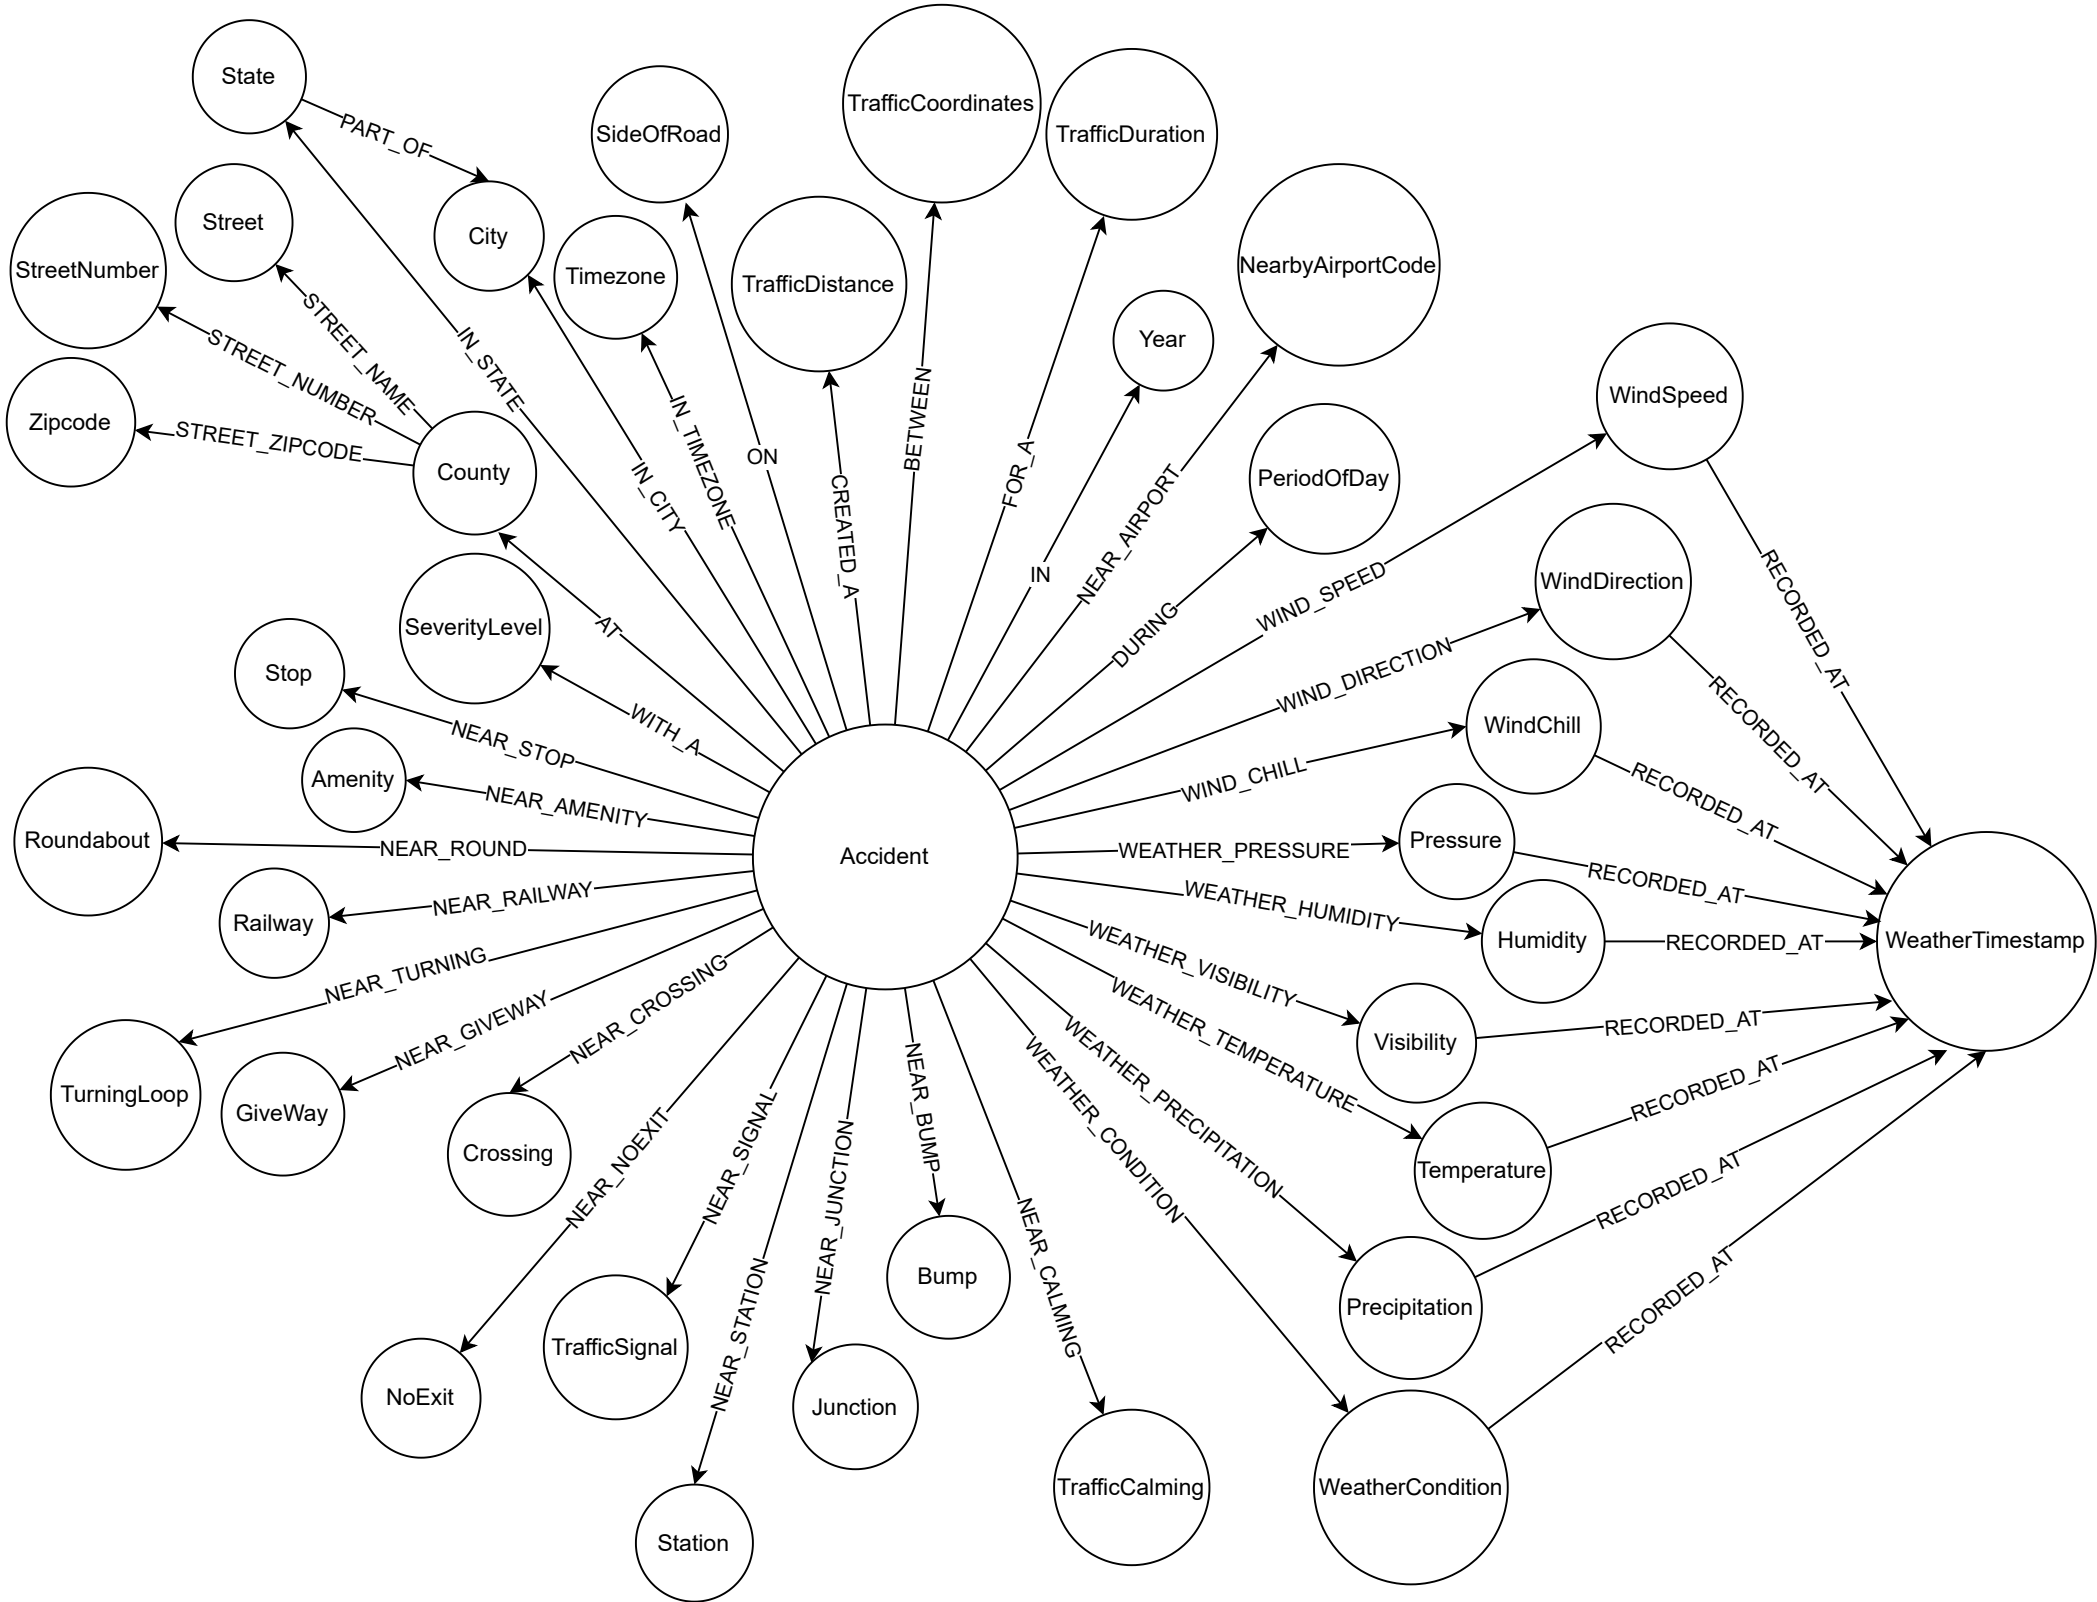 State
PART_OF
City
SideOfRoad
TrafficCoordinates
TrafficDuration
Street
StreetNumber
Timezone
TrafficDistance
NearbyAirportCode
Year
WindSpeed
Zipcode
STREET_NAME
STREET_NUMBER
STREET_ZIPCODE
County
IN_STATE
IN_CITY
IN_TIMEZONE
ON
CREATED_A
BETWEEN
FOR_A
IN
NEAR_AIRPORT
PeriodOfDay
DURING
WIND_SPEED
WindDirection
RECORDED_AT
AT
SeverityLevel
WITH_A
Stop
NEAR_STOP
Amenity
NEAR_AMENITY
WIND_DIRECTION
WindChill
RECORDED_AT
WIND_CHILL
RECORDED_AT
Roundabout
NEAR_ROUND
Accident
WEATHER_PRESSURE
Pressure
RECORDED_AT
Railway
NEAR_RAILWAY
WEATHER_HUMIDITY
Humidity
RECORDED_AT
WeatherTimestamp
NEAR_TURNING
TurningLoop
NEAR_GIVEWAY
GiveWay
NEAR_CROSSING
Crossing
WEATHER_VISIBILITY
Visibility
RECORDED_AT
WEATHER_TEMPERATURE
Temperature
RECORDED_AT
WEATHER_PRECIPITATION
Precipitation
RECORDED_AT
WEATHER_CONDITION
WeatherCondition
RECORDED_AT
NEAR_NOEXIT
NoExit
NEAR_SIGNAL
TrafficSignal
NEAR_STATION
Station
NEAR_JUNCTION
Junction
NEAR_BUMP
Bump
NEAR_CALMING
TrafficCalming